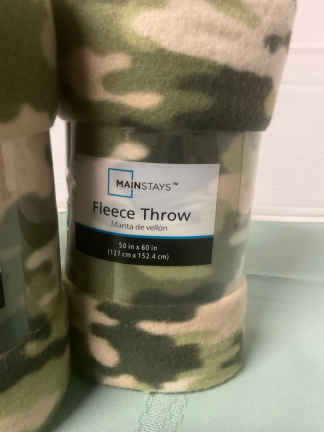 MAINSTAYS™
Fleece Throw
Manta de vellón
50 in x 60 in
(127 cm x 152.4 cm)